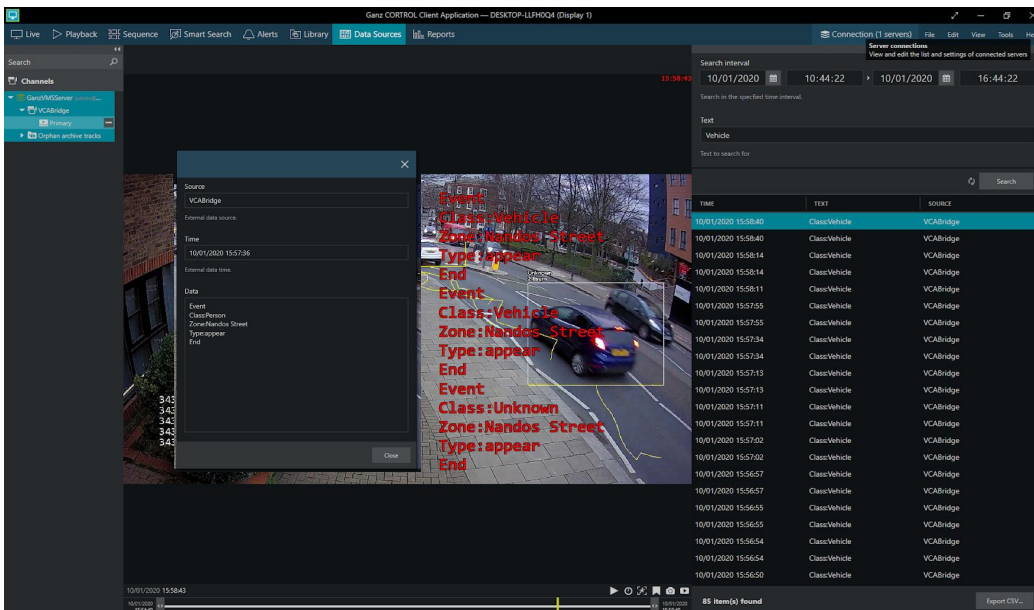 Ganz CORTROL Client Application — DESKTOP-LLFH0Q4 (Display 1)
Live Playback Sequence Smart Search Alerts Library Data Sources Reports Connection (1 servers) File Edit View Tools He
Server connections
View and edit the list and settings of connected servers
Search
Channels
GanzVMSServer
VCABridge
Primary
Orphan archive tracks
15:58:43
Source
VCABridge
External data source.
Time
10/01/2020 15:57:36
External data time.
Data
Event
Class:Person
Zone:Nandos Street
Type:appear
End
Close
343
343
343
343
Event
Class:Vehicle
Zone:Nandos Street
Type:appear
End
Event
Class:Vehicle
Zone:Nandos Street
Type:appear
End
Event
Class:Unknown
Zone:Nandos Street
Type:appear
End
Unknown
Search interval
10/01/2020 10:44:22 › 10/01/2020 16:44:22
Search in the specfied time interval.
Text
Vehicle
Text to search for
Search
TIME TEXT SOURCE
10/01/2020 15:58:40 Class:Vehicle VCABridge
10/01/2020 15:58:40 Class:Vehicle VCABridge
10/01/2020 15:58:14 Class:Vehicle VCABridge
10/01/2020 15:58:14 Class:Vehicle VCABridge
10/01/2020 15:58:11 Class:Vehicle VCABridge
10/01/2020 15:57:55 Class:Vehicle VCABridge
10/01/2020 15:57:55 Class:Vehicle VCABridge
10/01/2020 15:57:34 Class:Vehicle VCABridge
10/01/2020 15:57:34 Class:Vehicle VCABridge
10/01/2020 15:57:13 Class:Vehicle VCABridge
10/01/2020 15:57:13 Class:Vehicle VCABridge
10/01/2020 15:57:11 Class:Vehicle VCABridge
10/01/2020 15:57:11 Class:Vehicle VCABridge
10/01/2020 15:57:02 Class:Vehicle VCABridge
10/01/2020 15:57:02 Class:Vehicle VCABridge
10/01/2020 15:56:57 Class:Vehicle VCABridge
10/01/2020 15:56:57 Class:Vehicle VCABridge
10/01/2020 15:56:55 Class:Vehicle VCABridge
10/01/2020 15:56:55 Class:Vehicle VCABridge
10/01/2020 15:56:54 Class:Vehicle VCABridge
10/01/2020 15:56:54 Class:Vehicle VCABridge
10/01/2020 15:56:50 Class:Vehicle VCABridge
10/01/2020 15:58:43
10/01/2020
10/01/2020
85 item(s) found
Export CSV...